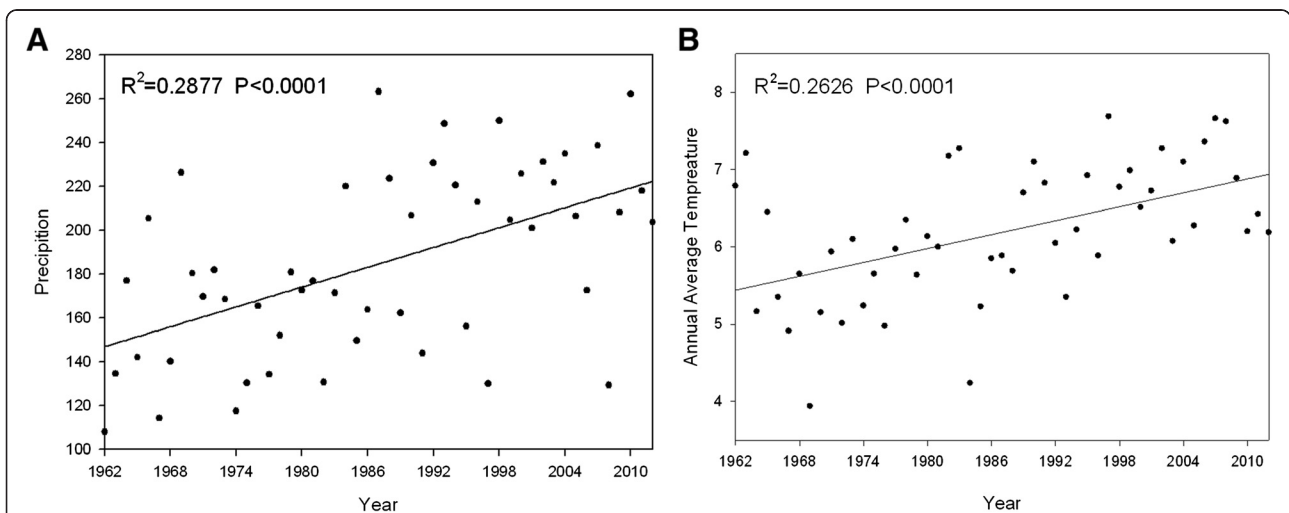 A
B
R²=0.2877 P<0.0001
R²=0.2626 P<0.0001
280
260
240
220
200
180
160
140
120
100
Precipition
1962 1968 1974 1980 1986 1992 1998 2004 2010
Year
8
7
6
5
4
Annual Average Tempreature
1962 1968 1974 1980 1986 1992 1998 2004 2010
Year